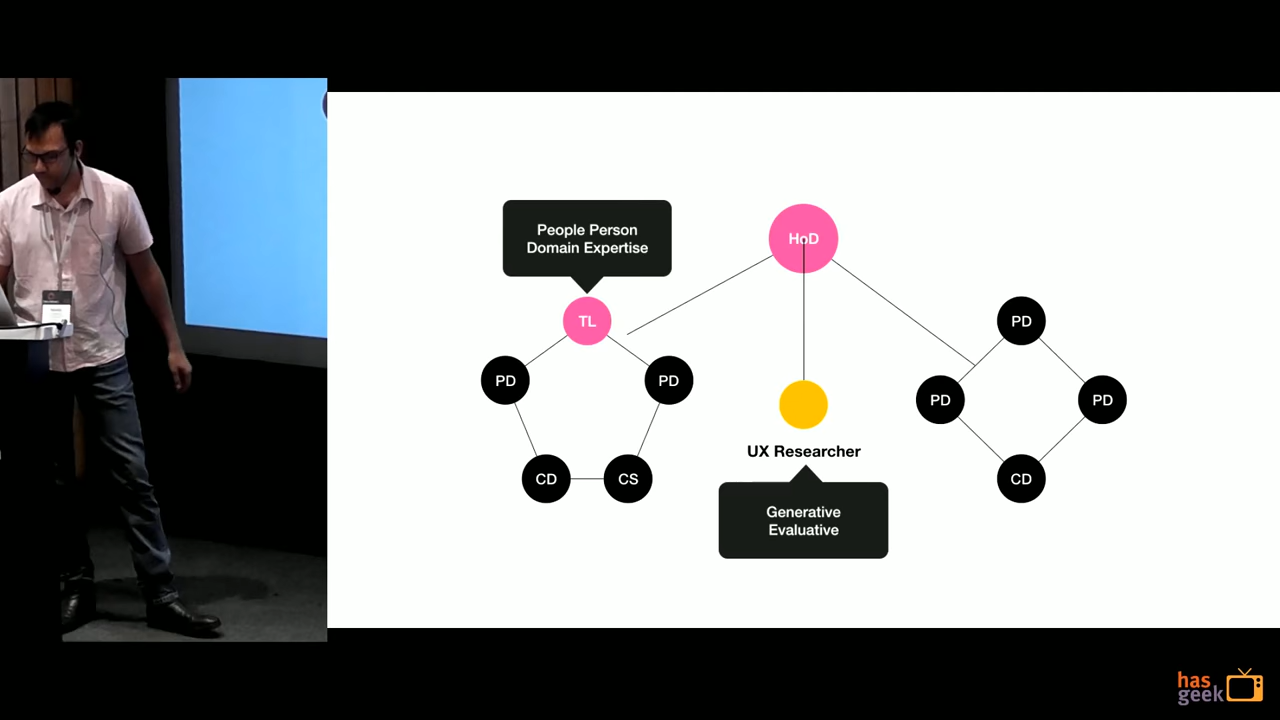 People Person
Domain Expertise
HoD
TL
PD
PD
CD
CS
UX Researcher
Generative
Evaluative
PD
PD
PD
CD
has
geek